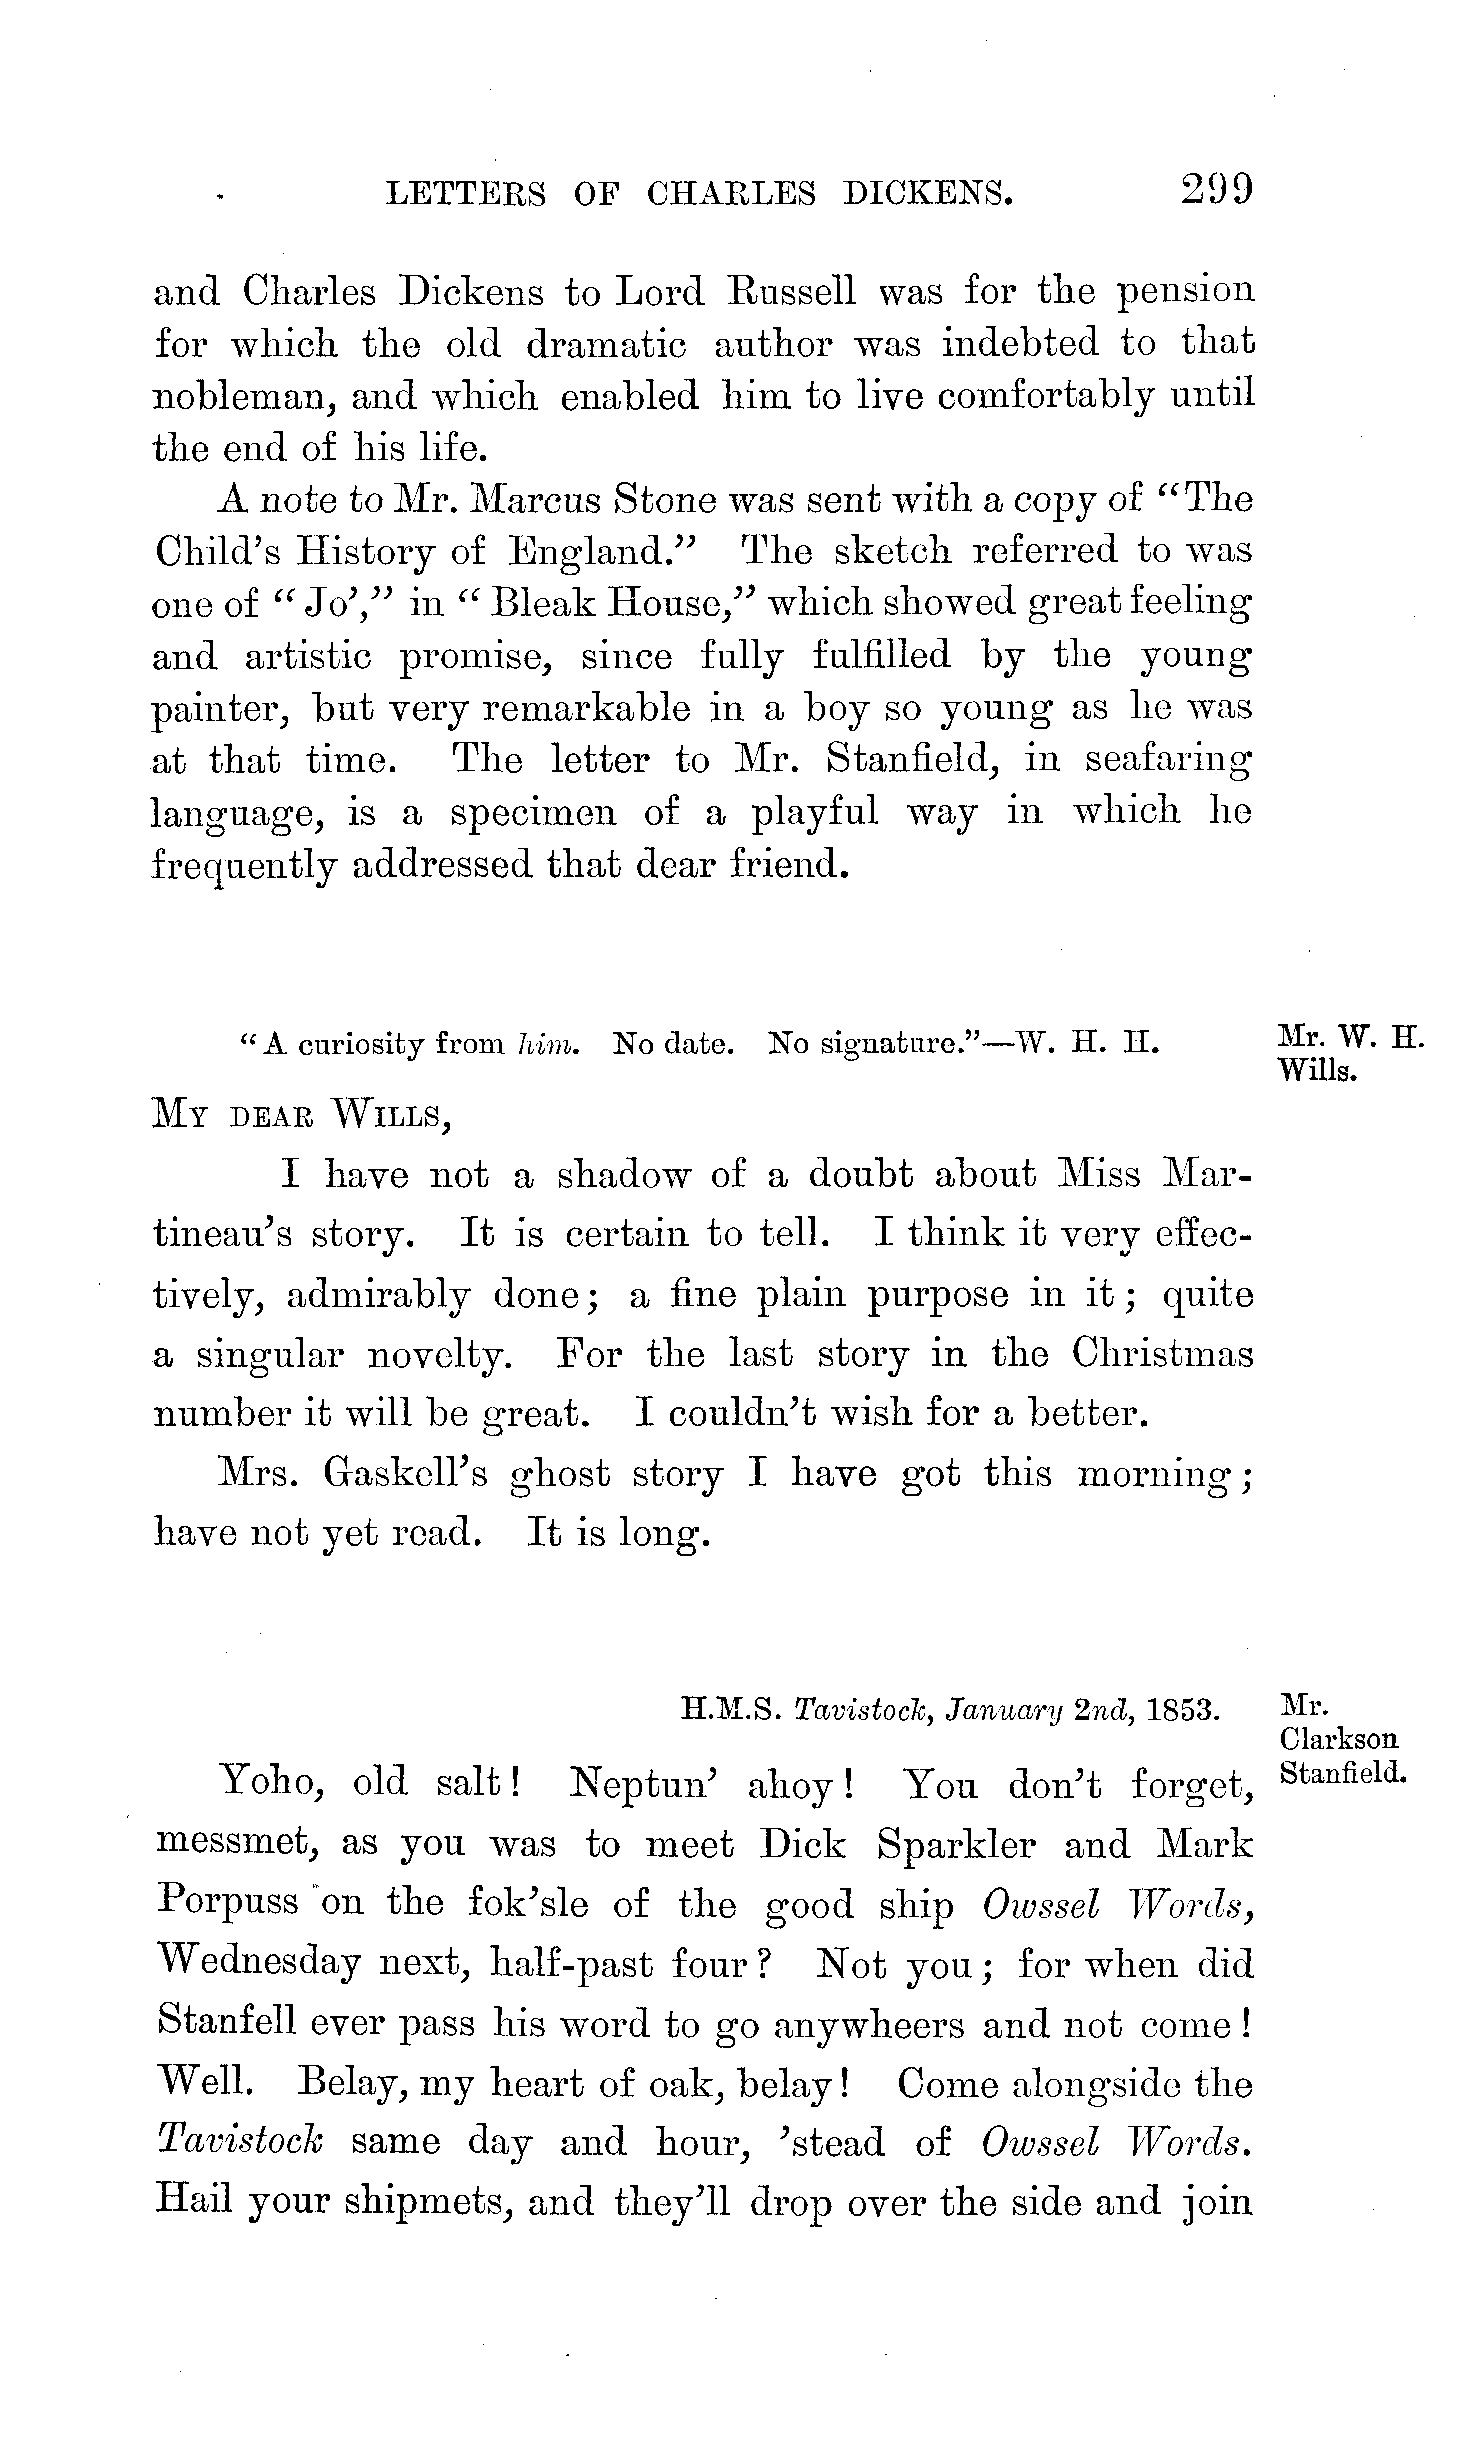 LETTERS OF CHARLES DICKENS. 299
and Charles Dickens to Lord Russell was for the pension
for which the old dramatic author was indebted to that
nobleman, and which enabled him to live comfortably until
the end of his life.
A note to Mr. Marcus Stone was sent with a copy of “The
Child’s History of England.” The sketch referred to was
one of “Jo’,” in “Bleak House,” which showed great feeling
and artistic promise, since fully fulfilled by the young
painter, but very remarkable in a boy so young as he was
at that time. The letter to Mr. Stanfield, in seafaring
language, is a specimen of a playful way in which he
frequently addressed that dear friend.
“A curiosity from him. No date. No signature.”—W. H. H.
Mr. W. H.
Wills.
MY DEAR WILLS,
I have not a shadow of a doubt about Miss Mar-
tineau’s story. It is certain to tell. I think it very effec-
tively, admirably done; a fine plain purpose in it; quite
a singular novelty. For the last story in the Christmas
number it will be great. I couldn’t wish for a better.
Mrs. Gaskell’s ghost story I have got this morning;
have not yet read. It is long.
H.M.S. Tavistock, January 2nd, 1853.
Mr.
Clarkson
Stanfield.
Yoho, old salt! Neptun’ ahoy! You don’t forget,
messmet, as you was to meet Dick Sparkler and Mark
Porpuss on the fok’sle of the good ship Owssel Words,
Wednesday next, half-past four? Not you; for when did
Stanfell ever pass his word to go anywheers and not come!
Well. Belay, my heart of oak, belay! Come alongside the
Tavistock same day and hour, ’stead of Owssel Words.
Hail your shipmets, and they’ll drop over the side and join